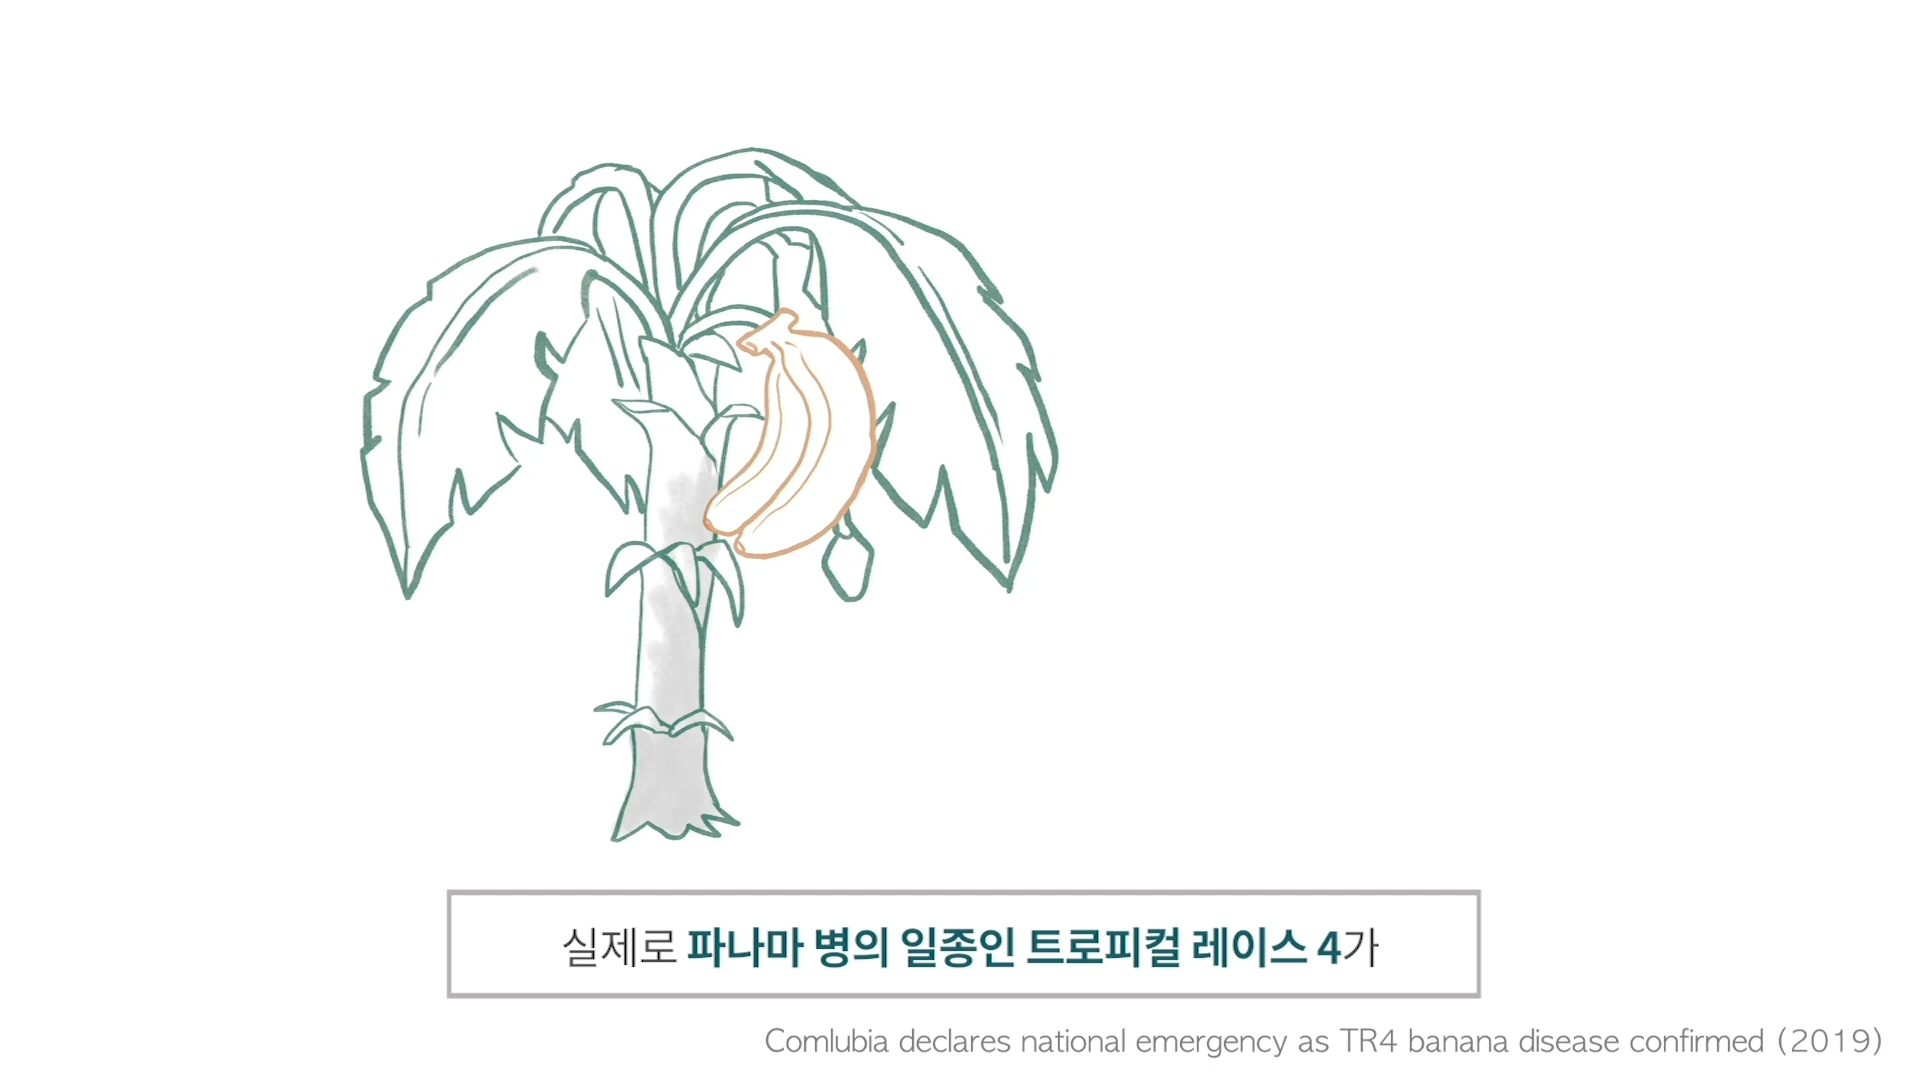 실제로 파나마 병의 일종인 트로피컬 레이스 4가
Comlubia declares national emergency as TR4 banana disease confirmed (2019)